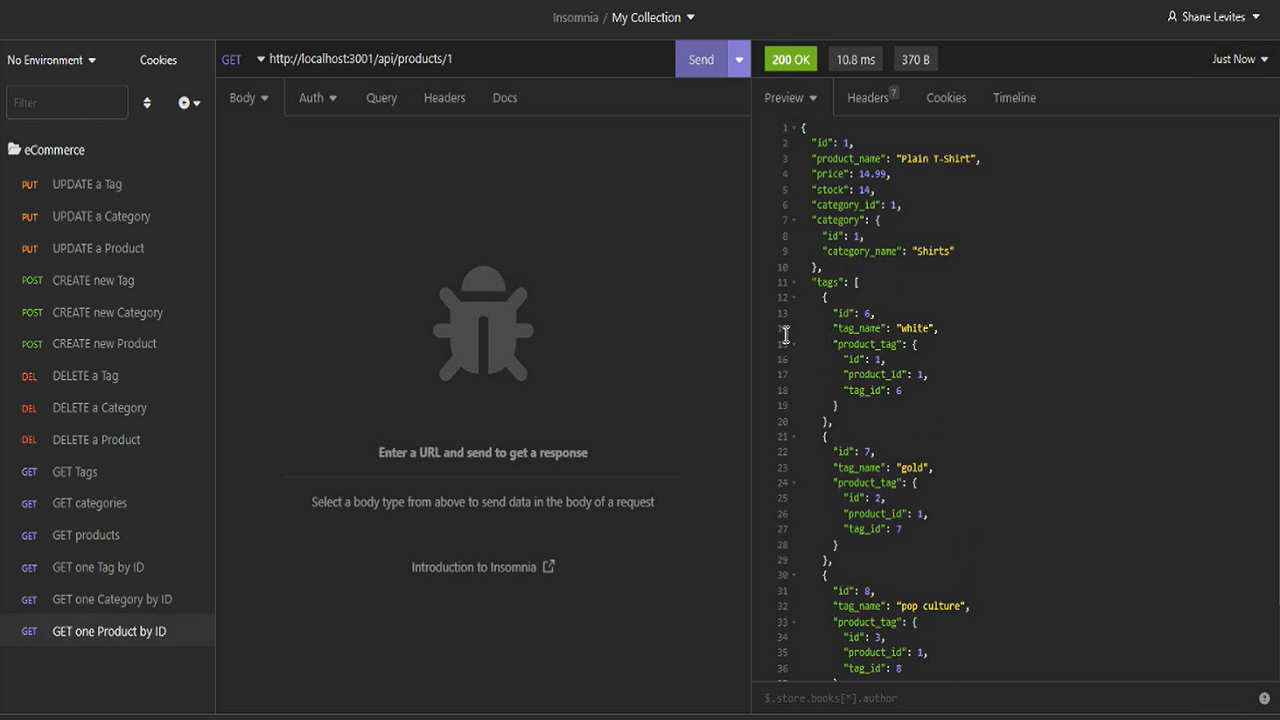 Insomnia / My Collection
Shane Levites
No Environment
Cookies
GET http://localhost:3001/api/products/1
Send
200 OK
10.8 ms
370 B
Just Now
Filter
Body
Auth
Query
Headers
Docs
Preview
Headers 7
Cookies
Timeline
eCommerce
PUT UPDATE a Tag
PUT UPDATE a Category
PUT UPDATE a Product
POST CREATE new Tag
POST CREATE new Category
POST CREATE new Product
DEL DELETE a Tag
DEL DELETE a Category
DEL DELETE a Product
GET GET Tags
GET GET categories
GET GET products
GET GET one Tag by ID
GET GET one Category by ID
GET GET one Product by ID
Enter a URL and send to get a response
Select a body type from above to send data in the body of a request
Introduction to Insomnia
1 {
2 "id": 1,
3 "product_name": "Plain T-Shirt",
4 "price": 14.99,
5 "stock": 14,
6 "category_id": 1,
7 "category": {
8 "id": 1,
9 "category_name": "Shirts"
10 },
11 "tags": [
12 {
13 "id": 6,
"tag_name": "white",
15 "product_tag": {
16 "id": 1,
17 "product_id": 1,
18 "tag_id": 6
19 }
20 },
21 {
22 "id": 7,
23 "tag_name": "gold",
24 "product_tag": {
25 "id": 2,
26 "product_id": 1,
27 "tag_id": 7
28 }
29 },
30 {
31 "id": 8,
32 "tag_name": "pop culture",
33 "product_tag": {
34 "id": 3,
35 "product_id": 1,
36 "tag_id": 8
$.store.books[*].author